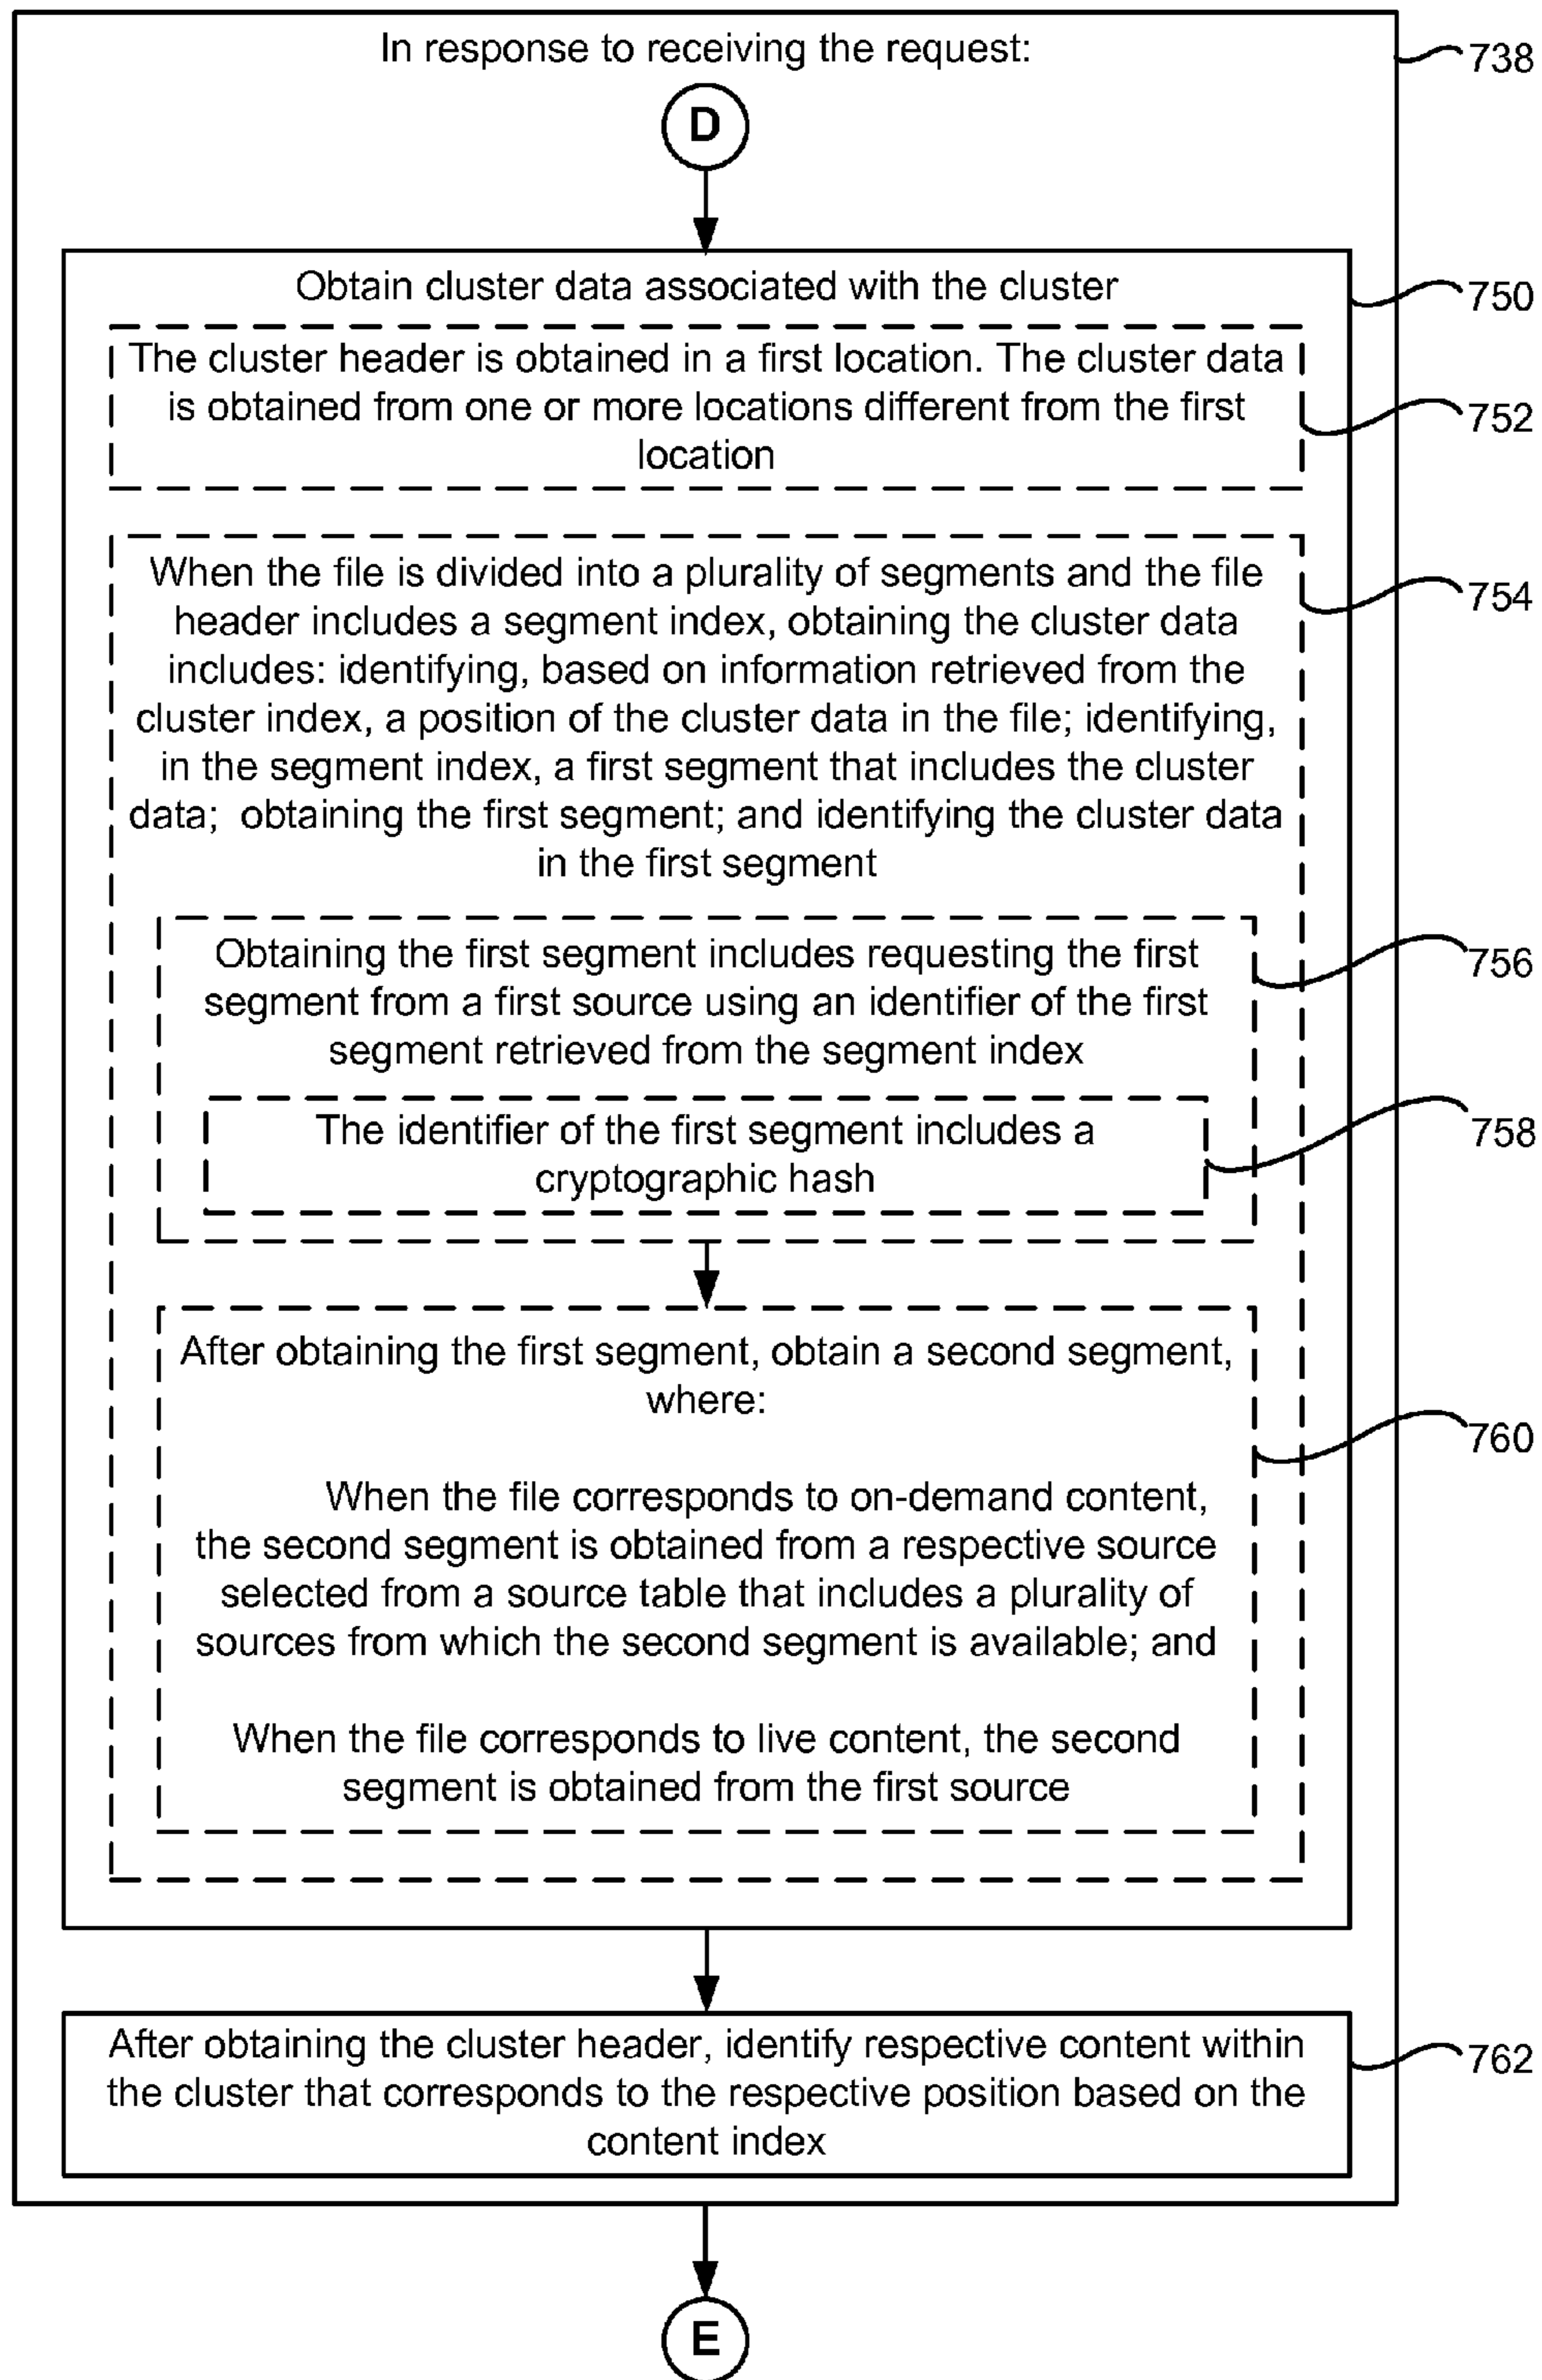 In response to receiving the request:
738
D
Obtain cluster data associated with the cluster
750
The cluster header is obtained in a first location. The cluster data
is obtained from one or more locations different from the first
location
752
When the file is divided into a plurality of segments and the file
header includes a segment index, obtaining the cluster data
includes: identifying, based on information retrieved from the
cluster index, a position of the cluster data in the file; identifying,
in the segment index, a first segment that includes the cluster
data;  obtaining the first segment; and identifying the cluster data
in the first segment
754
Obtaining the first segment includes requesting the first
segment from a first source using an identifier of the first
segment retrieved from the segment index
756
The identifier of the first segment includes a
cryptographic hash
758
After obtaining the first segment, obtain a second segment,
where:
When the file corresponds to on-demand content,
the second segment is obtained from a respective source
selected from a source table that includes a plurality of
sources from which the second segment is available; and
When the file corresponds to live content, the second
segment is obtained from the first source
760
After obtaining the cluster header, identify respective content within
the cluster that corresponds to the respective position based on the
content index
762
E